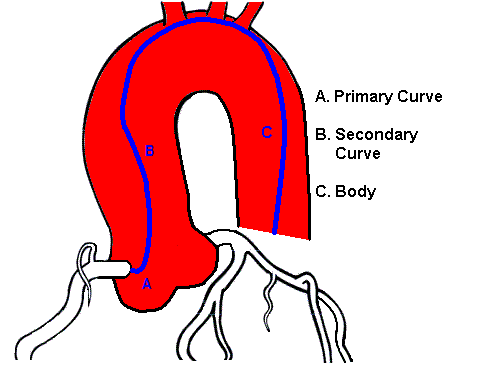 A. Primary Curve
B. Secondary
Curve
C. Body
C
B
A